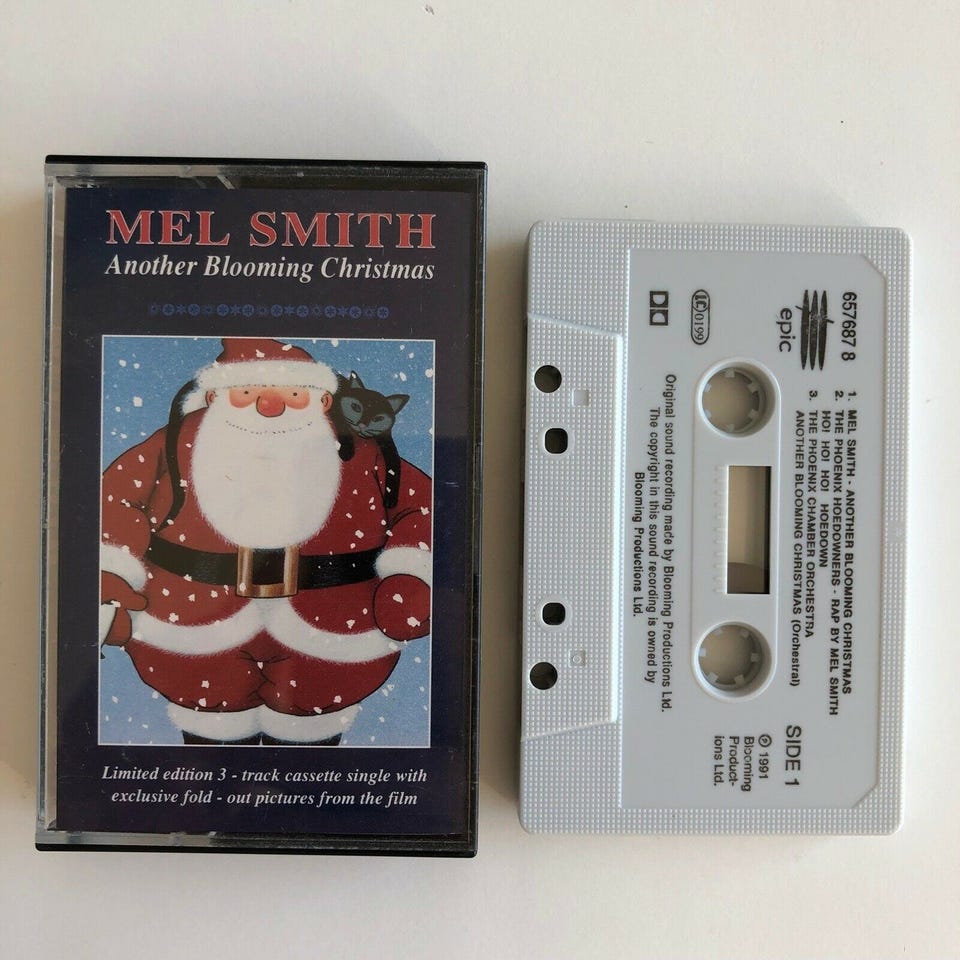 MEL SMITH
Another Blooming Christmas
Limited edition 3 - track cassette single with
exclusive fold - out pictures from the film
657687 8
epic
LC 0199
1. MEL SMITH - ANOTHER BLOOMING CHRISTMAS
2. THE PHOENIX HOEDOWNERS - RAP BY MEL SMITH
HO! HO! HO! HOEDOWN
3. THE PHOENIX CHAMBER ORCHESTRA
ANOTHER BLOOMING CHRISTMAS (Orchestral)
SIDE 1
℗ 1991
Blooming
Product-
ions Ltd.
Original sound recording made by Blooming Productions Ltd.
The copyright in this sound recording is owned by
Blooming Productions Ltd.